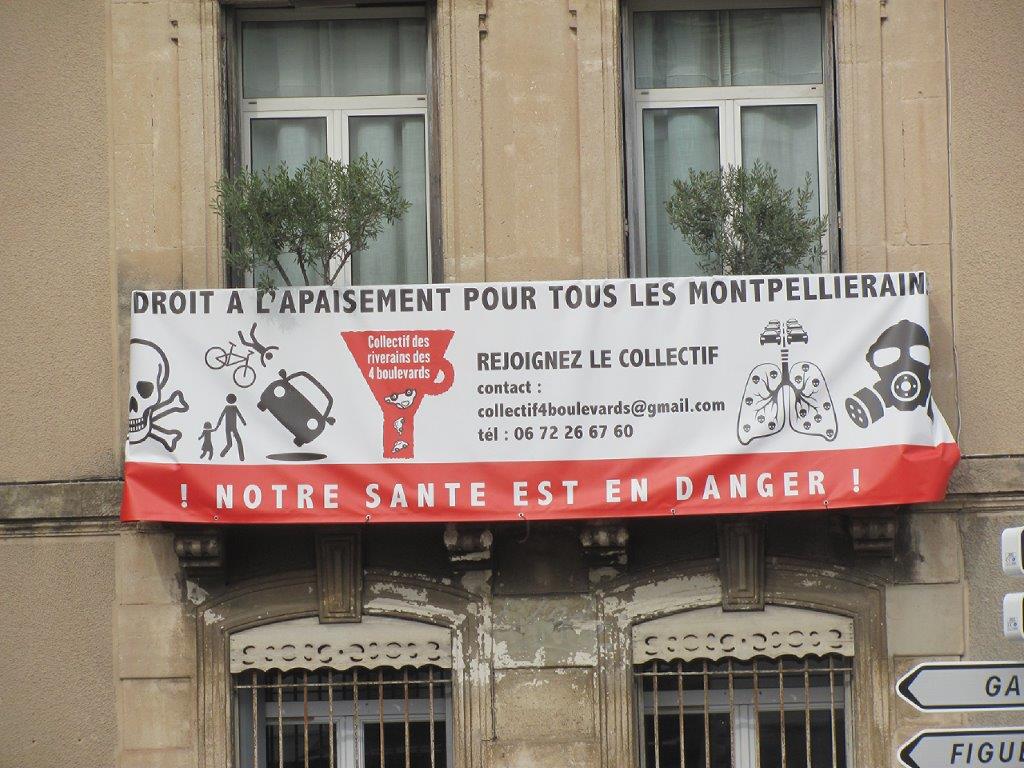 DROIT A L'APAISEMENT POUR TOUS LES MONTPELLIERAIN
Collectif des
riverains des
4 boulevards
REJOIGNEZ LE COLLECTIF
contact :
collectif4boulevards@gmail.com
tél : 06 72 26 67 60
! NOTRE SANTE EST EN DANGER !
GA
FIGUE